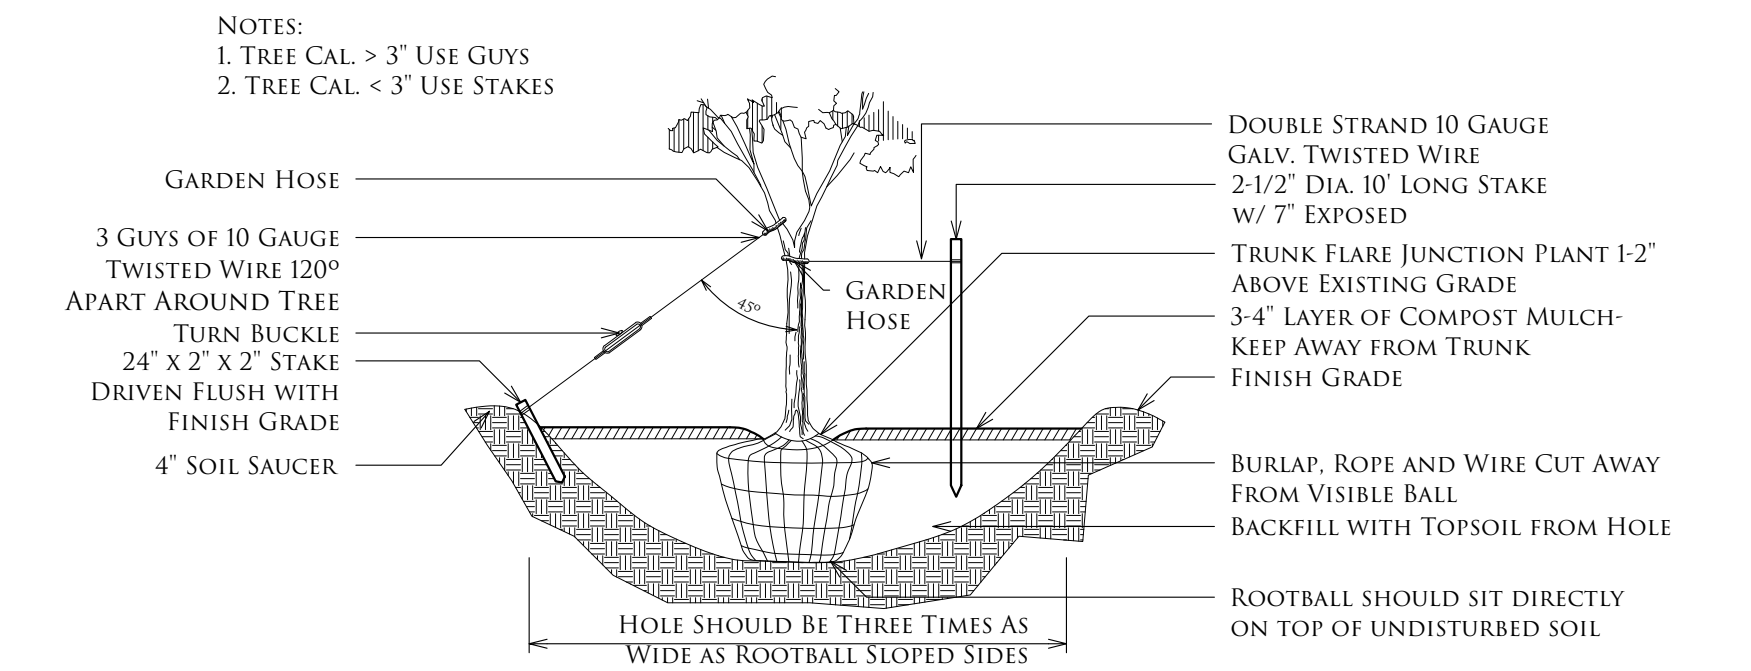 Notes:
1. Tree Cal. > 3" Use Guys
2. Tree Cal. < 3" Use Stakes
Garden Hose
3 Guys of 10 Gauge
Twisted Wire 120º
Apart Around Tree
Turn Buckle
24" x 2" x 2" Stake
Driven Flush with
Finish Grade
4" Soil Saucer
45º
Garden
Hose
Double Strand 10 Gauge
Galv. Twisted Wire
2-1/2" Dia. 10' Long Stake
w/ 7" Exposed
Trunk Flare Junction Plant 1-2"
Above Existing Grade
3-4" Layer of Compost Mulch-
Keep Away from Trunk
Finish Grade
Burlap, Rope and Wire Cut Away
From Visible Ball
Backfill with Topsoil from Hole
Rootball should sit directly
on top of undisturbed soil
Hole Should Be Three Times As
Wide as Rootball Sloped Sides